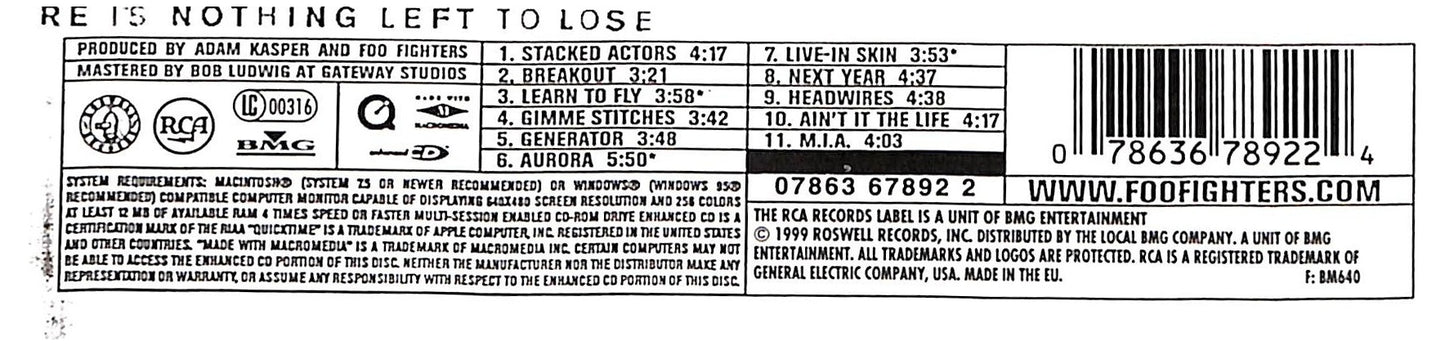 RE IS NOTHING LEFT TO LOSE
PRODUCED BY ADAM KASPER AND FOO FIGHTERS
MASTERED BY BOB LUDWIG AT GATEWAY STUDIOS
RCA
LC 00316
BMG
MADE WITH
MACROMEDIA
enhanced CD
1. STACKED ACTORS 4:17
2. BREAKOUT 3:21
3. LEARN TO FLY 3:58*
4. GIMME STITCHES 3:42
5. GENERATOR 3:48
6. AURORA 5:50*
7. LIVE-IN SKIN 3:53*
8. NEXT YEAR 4:37
9. HEADWIRES 4:38
10. AIN'T IT THE LIFE 4:17
11. M.I.A. 4:03
07863 67892 2
0 78636 78922 4
WWW.FOOFIGHTERS.COM
SYSTEM REQUIREMENTS: MACINTOSH® (SYSTEM 7.5 OR NEWER RECOMMENDED) OR WINDOWS® (WINDOWS 95®
RECOMMENDED) COMPATIBLE COMPUTER MONITOR CAPABLE OF DISPLAYING 640X480 SCREEN RESOLUTION AND 256 COLORS
AT LEAST 12 MB OF AVAILABLE RAM 4 TIMES SPEED OR FASTER MULTI-SESSION ENABLED CD-ROM DRIVE ENHANCED CD IS A
CERTIFICATION MARK OF THE RIAA "QUICKTIME" IS A TRADEMARK OF APPLE COMPUTER, INC. REGISTERED IN THE UNITED STATES
AND OTHER COUNTRIES. "MADE WITH MACROMEDIA" IS A TRADEMARK OF MACROMEDIA INC. CERTAIN COMPUTERS MAY NOT
BE ABLE TO ACCESS THE ENHANCED CD PORTION OF THIS DISC. NEITHER THE MANUFACTURER NOR THE DISTRIBUTOR MAKE ANY
REPRESENTATION OR WARRANTY, OR ASSUME ANY RESPONSIBILITY WITH RESPECT TO THE ENHANCED CD PORTION OF THIS DISC.
THE RCA RECORDS LABEL IS A UNIT OF BMG ENTERTAINMENT
© 1999 ROSWELL RECORDS, INC. DISTRIBUTED BY THE LOCAL BMG COMPANY. A UNIT OF BMG
ENTERTAINMENT. ALL TRADEMARKS AND LOGOS ARE PROTECTED. RCA IS A REGISTERED TRADEMARK OF
GENERAL ELECTRIC COMPANY, USA. MADE IN THE EU. F: BM640